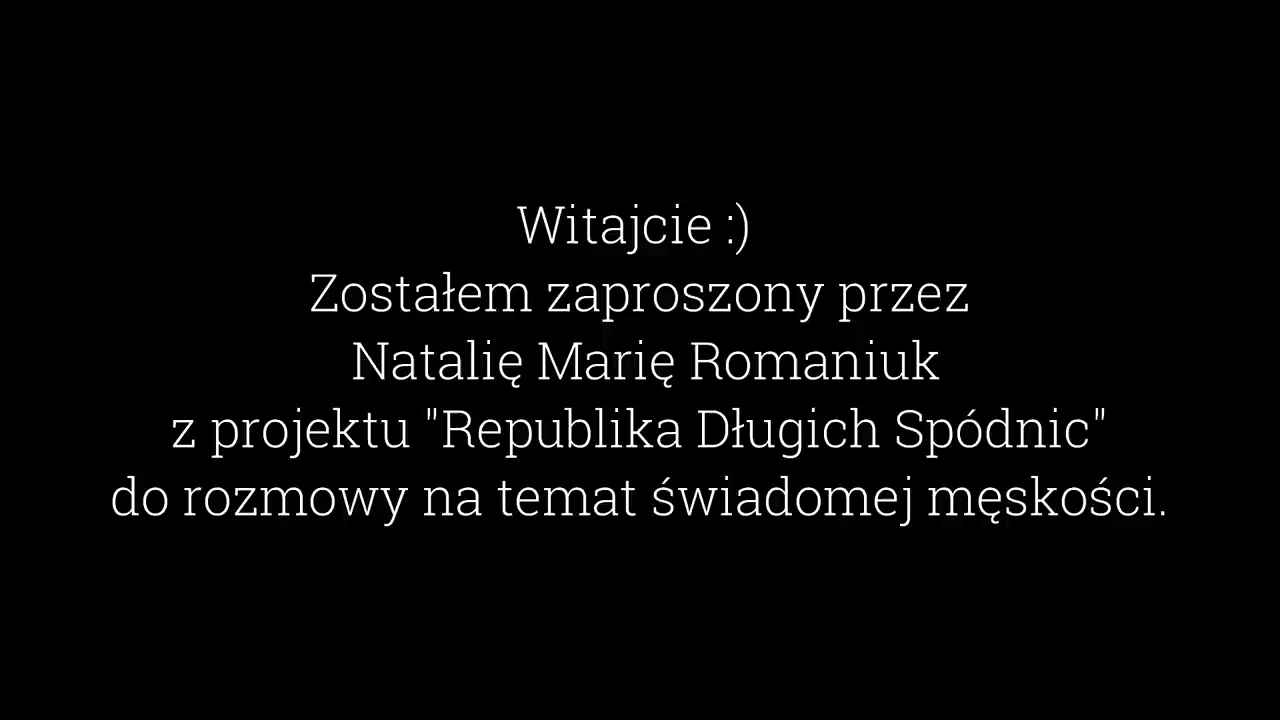 Witajcie :)
Zostałem zaproszony przez
Natalię Marię Romaniuk
z projektu "Republika Długich Spódnic"
do rozmowy na temat świadomej męskości.